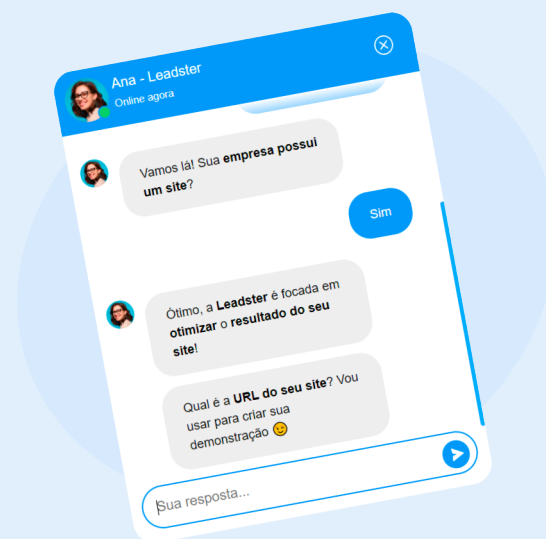 Ana - Leadster
Online agora
Vamos lá! Sua empresa possui
um site?
Sim
Ótimo, a Leadster é focada em
otimizar o resultado do seu
site!
Qual é a URL do seu site? Vou
usar para criar sua
demonstração 😉
Sua resposta...